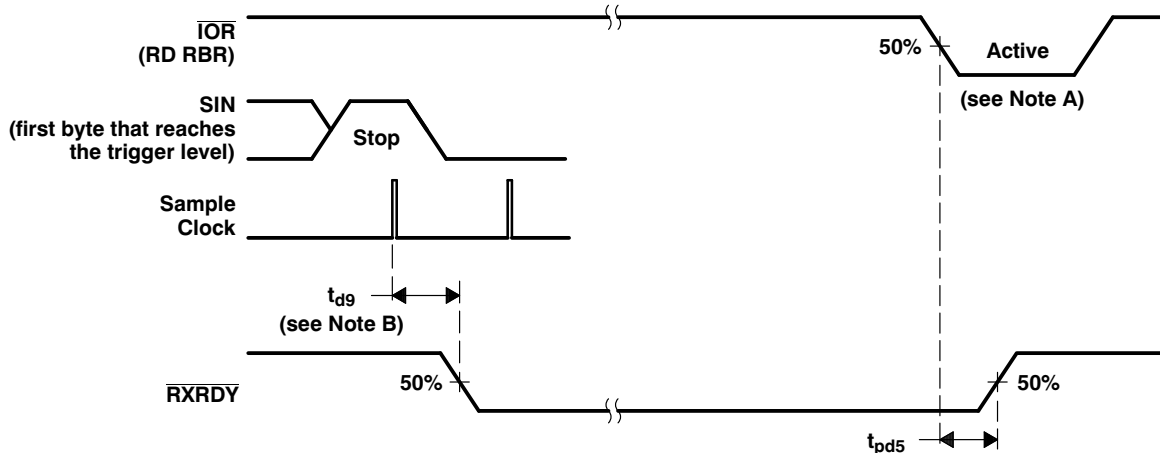 IOR
(RD RBR)
50%
Active
(see Note A)
SIN
(first byte that reaches
the trigger level)
Stop
Sample
Clock
td9
(see Note B)
RXRDY
50%
50%
tpd5